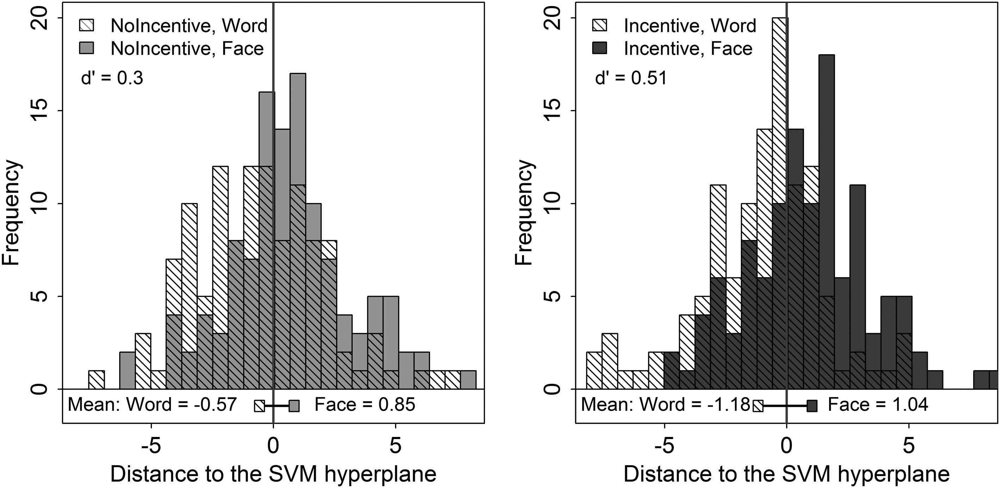 NoIncentive, Word
NoIncentive, Face
d' = 0.3
Frequency
20
15
10
5
0
Mean: Word = -0.57
Face = 0.85
-5
0
5
Distance to the SVM hyperplane
Incentive, Word
Incentive, Face
d' = 0.51
Frequency
20
15
10
5
0
Mean: Word = -1.18
Face = 1.04
-5
0
5
Distance to the SVM hyperplane